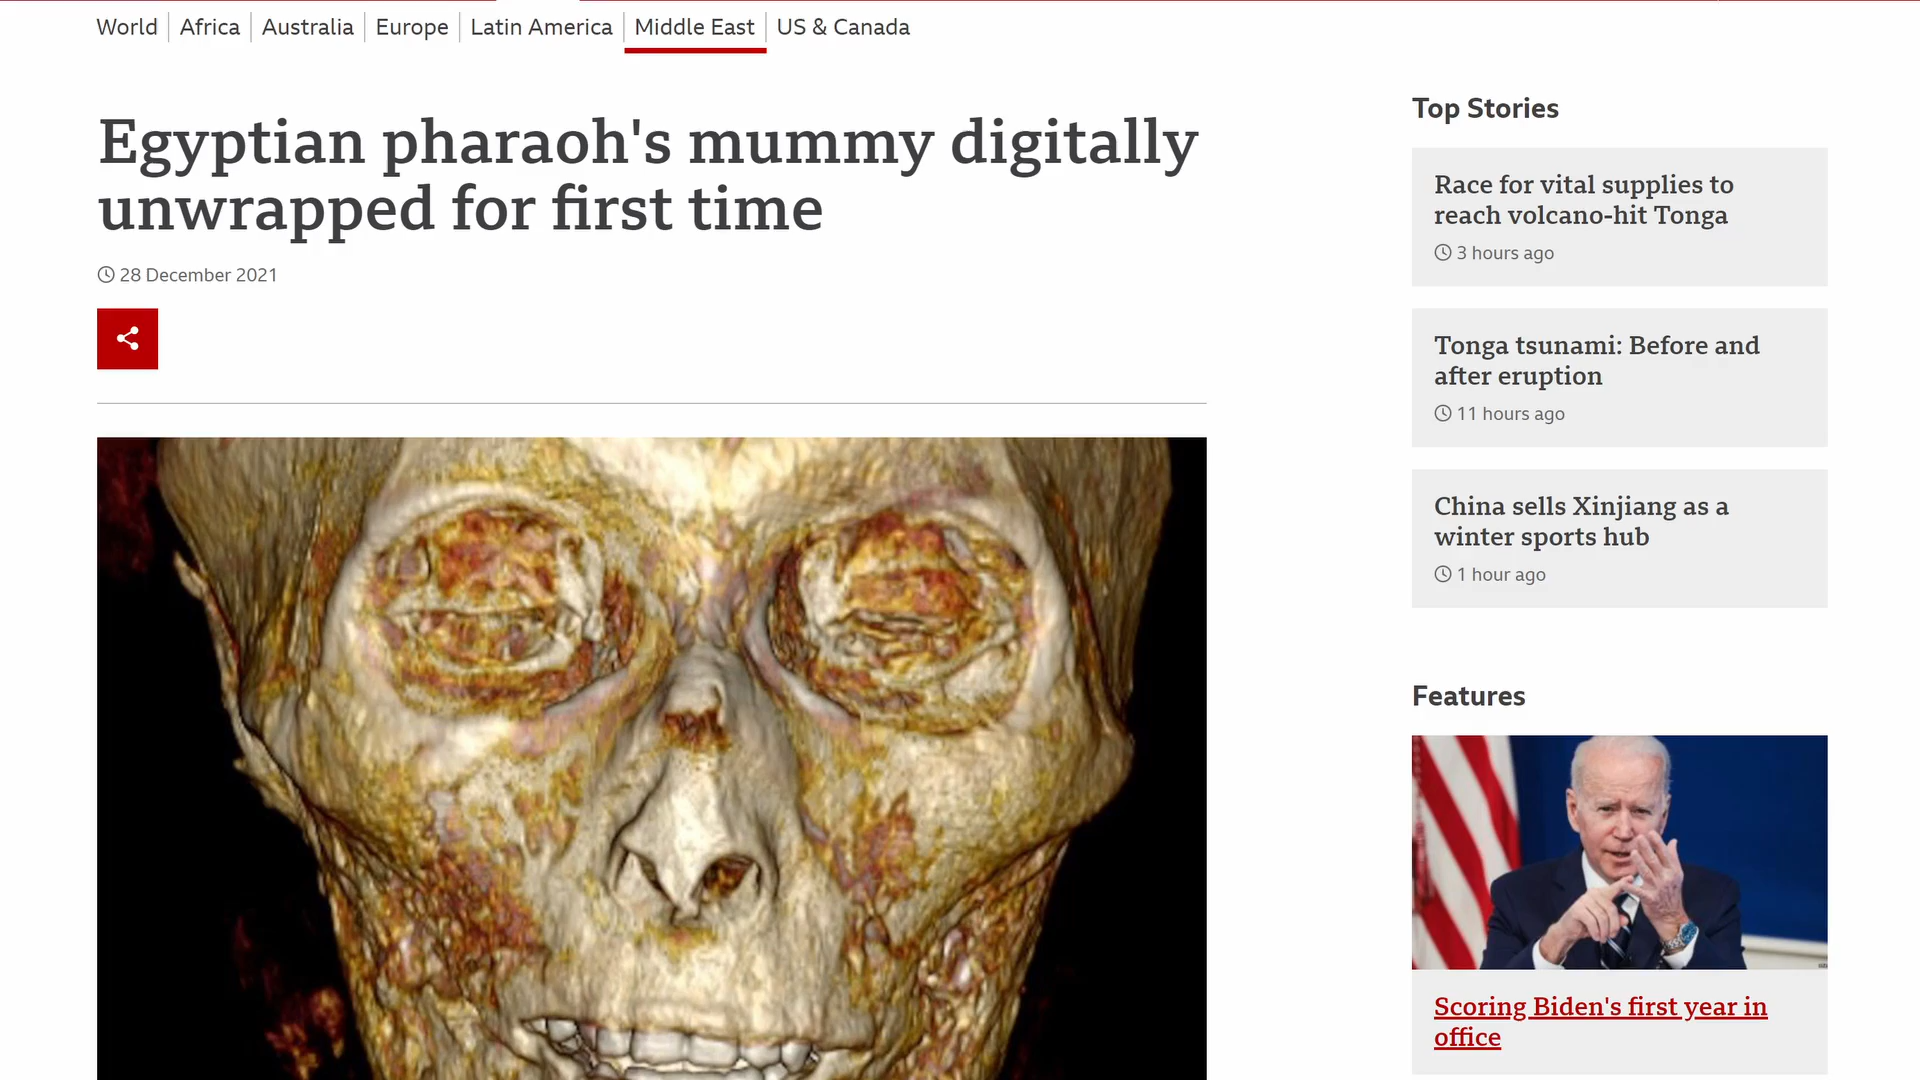 World
Africa
Australia
Europe
Latin America
Middle East
US & Canada
Egyptian pharaoh's mummy digitally
unwrapped for first time
28 December 2021
Top Stories
Race for vital supplies to
reach volcano-hit Tonga
3 hours ago
Tonga tsunami: Before and
after eruption
11 hours ago
China sells Xinjiang as a
winter sports hub
1 hour ago
Features
Scoring Biden's first year in
office